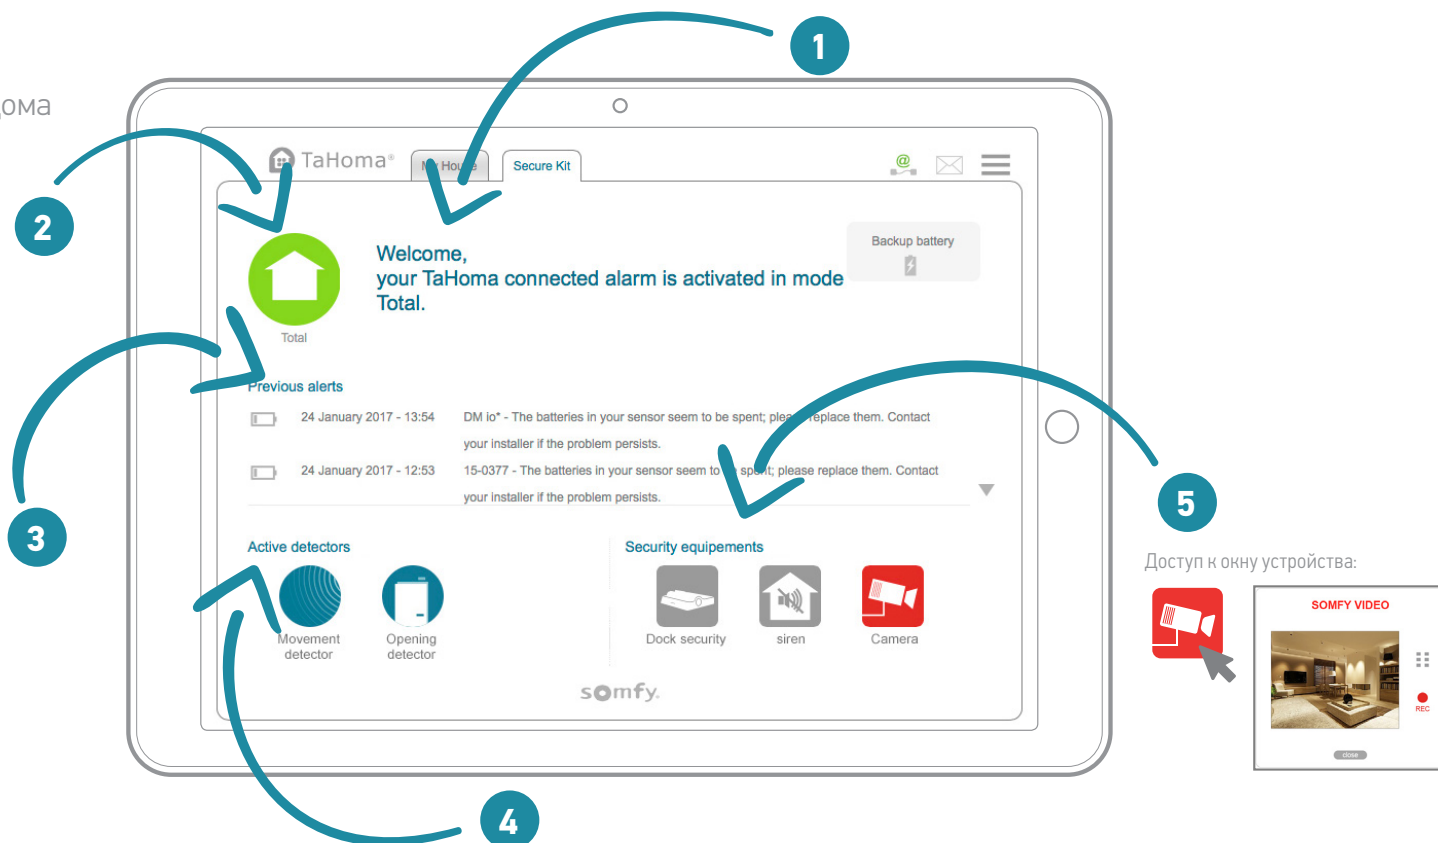 1
ома
TaHoma®
My House
Secure Kit
@
2
Welcome,
your TaHoma connected alarm is activated in mode
Total.
Backup battery
Total
Previous alerts
24 January 2017 - 13:54
DM io* - The batteries in your sensor seem to be spent; please replace them. Contact
your installer if the problem persists.
24 January 2017 - 12:53
15-0377 - The batteries in your sensor seem to be spent; please replace them. Contact
your installer if the problem persists.
3
5
Active detectors
Movement
detector
Opening
detector
Security equipements
Dock security
siren
Camera
somfy.
4
Доступ к окну устройства:
SOMFY VIDEO
REC
close